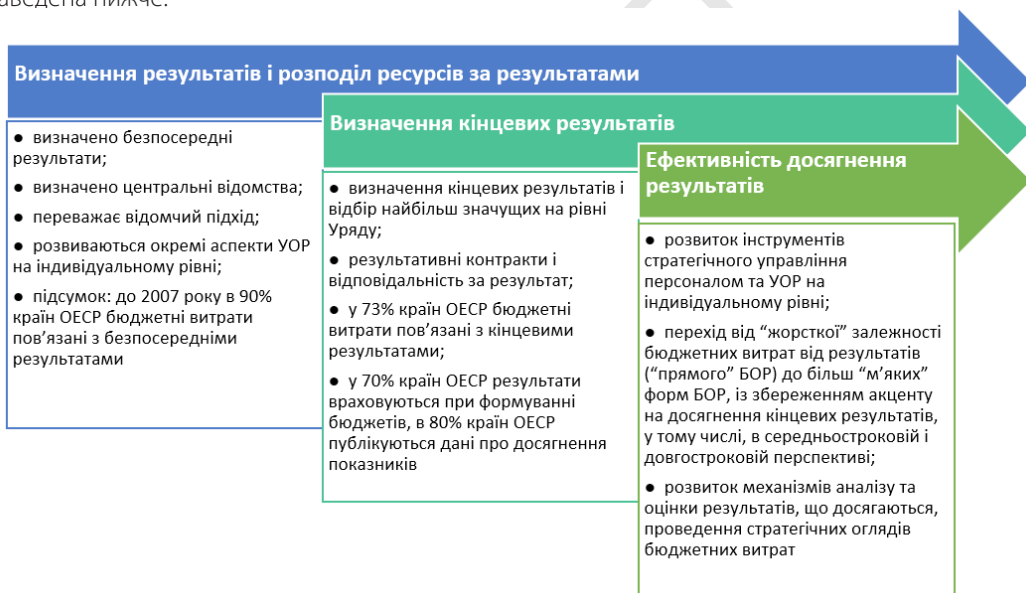 наведена нижче.
Визначення результатів і розподіл ресурсів за результатами
● визначено безпосередні
результати;
● визначено центральні відомства;
● переважає відомчий підхід;
● розвиваються окремі аспекти УОР
на індивідуальному рівні;
● підсумок: до 2007 року в 90%
країн ОЕСР бюджетні витрати
пов’язані з безпосередніми
результатами
Визначення кінцевих результатів
● визначення кінцевих результатів і
відбір найбільш значущих на рівні
Уряду;
● результативні контракти і
відповідальність за результат;
● у 73% країн ОЕСР бюджетні
витрати пов’язані з кінцевими
результатами;
● у 70% країн ОЕСР результати
враховуються при формуванні
бюджетів, в 80% країн ОЕСР
публікуються дані про досягнення
показників
Ефективність досягнення
результатів
● розвиток інструментів
стратегічного управління
персоналом та УОР на
індивідуальному рівні;
● перехід від “жорсткої” залежності
бюджетних витрат від результатів
(“прямого” БОР) до більш “м’яких”
форм БОР, із збереженням акценту
на досягнення кінцевих результатів,
у тому числі, в середньостроковій і
довгостроковій перспективі;
● розвиток механізмів аналізу та
оцінки результатів, що досягаються,
проведення стратегічних оглядів
бюджетних витрат